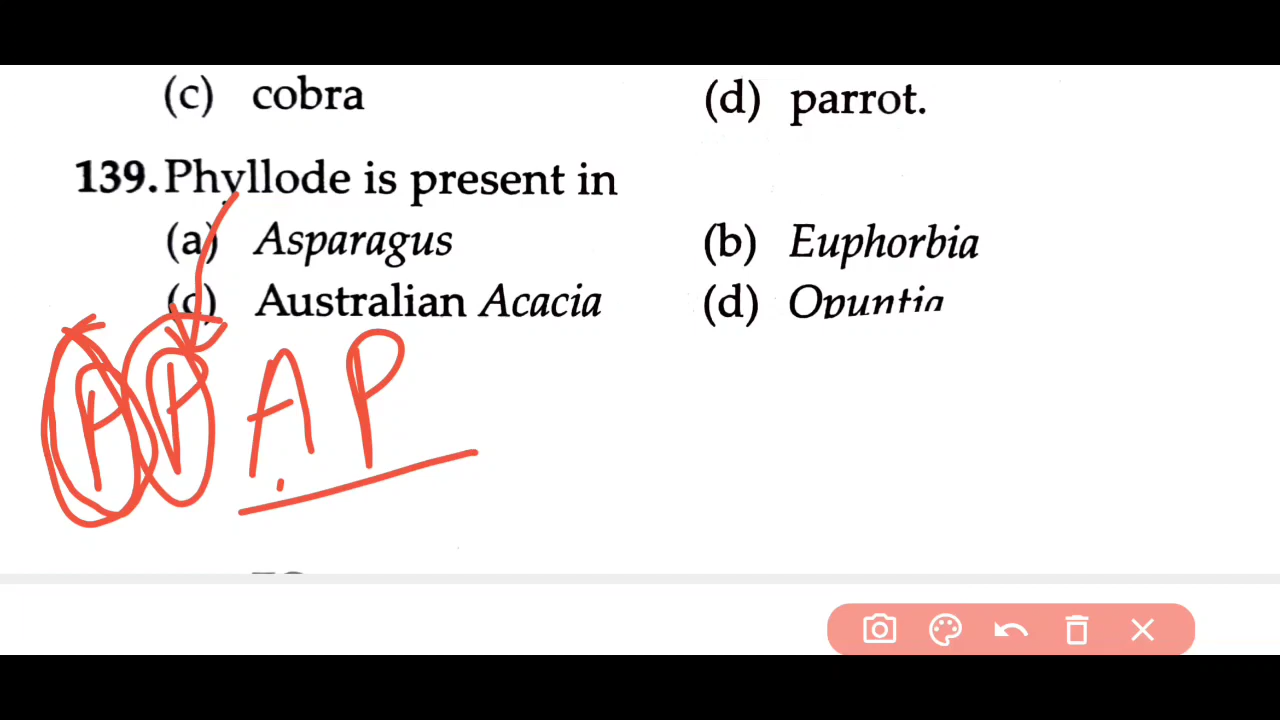 (c) cobra (d) parrot.
139. Phyllode is present in
(a) Asparagus (b) Euphorbia
(c) Australian Acacia (d) Opuntia
A P A P